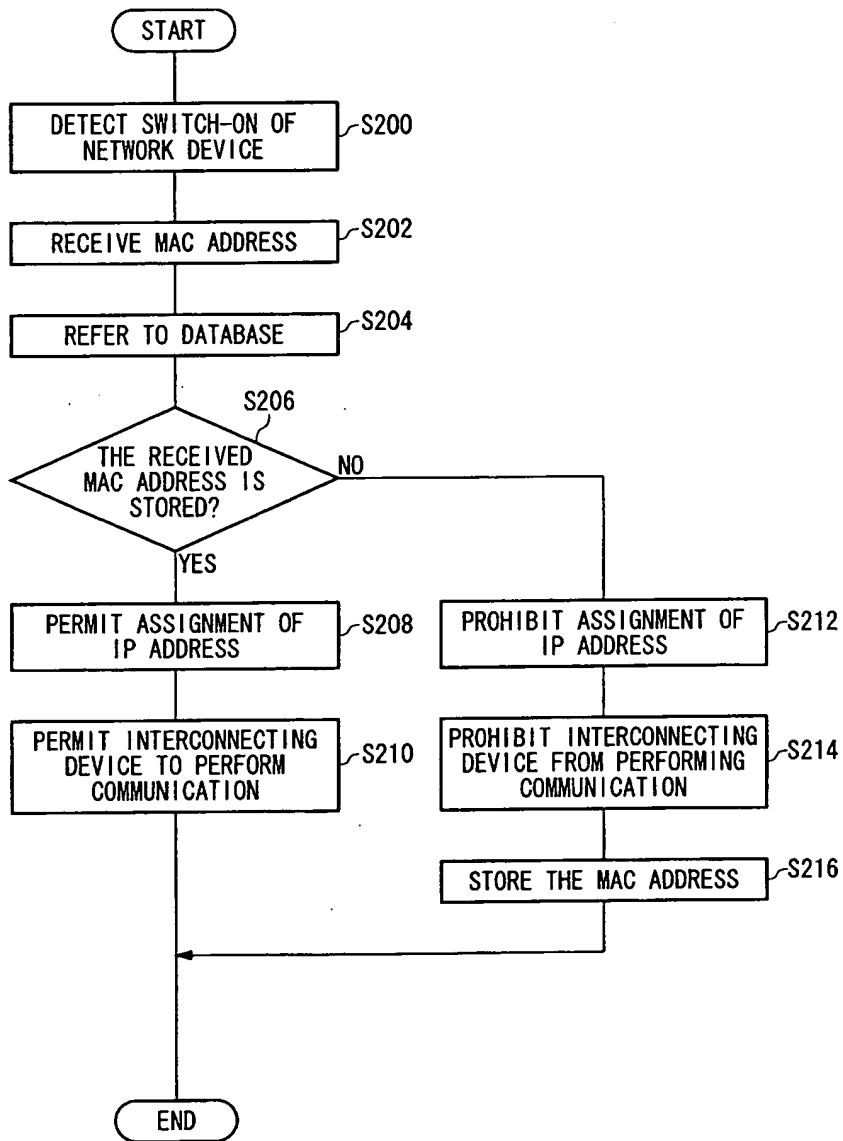 START
DETECT SWITCH-ON OF
NETWORK DEVICE
S200
RECEIVE MAC ADDRESS
S202
REFER TO DATABASE
S204
S206
THE RECEIVED
MAC ADDRESS IS
STORED?
NO
YES
PERMIT ASSIGNMENT OF
IP ADDRESS
S208
PROHIBIT ASSIGNMENT OF
IP ADDRESS
S212
PERMIT INTERCONNECTING
DEVICE TO PERFORM
COMMUNICATION
S210
PROHIBIT INTERCONNECTING
DEVICE FROM PERFORMING
COMMUNICATION
S214
STORE THE MAC ADDRESS
S216
END